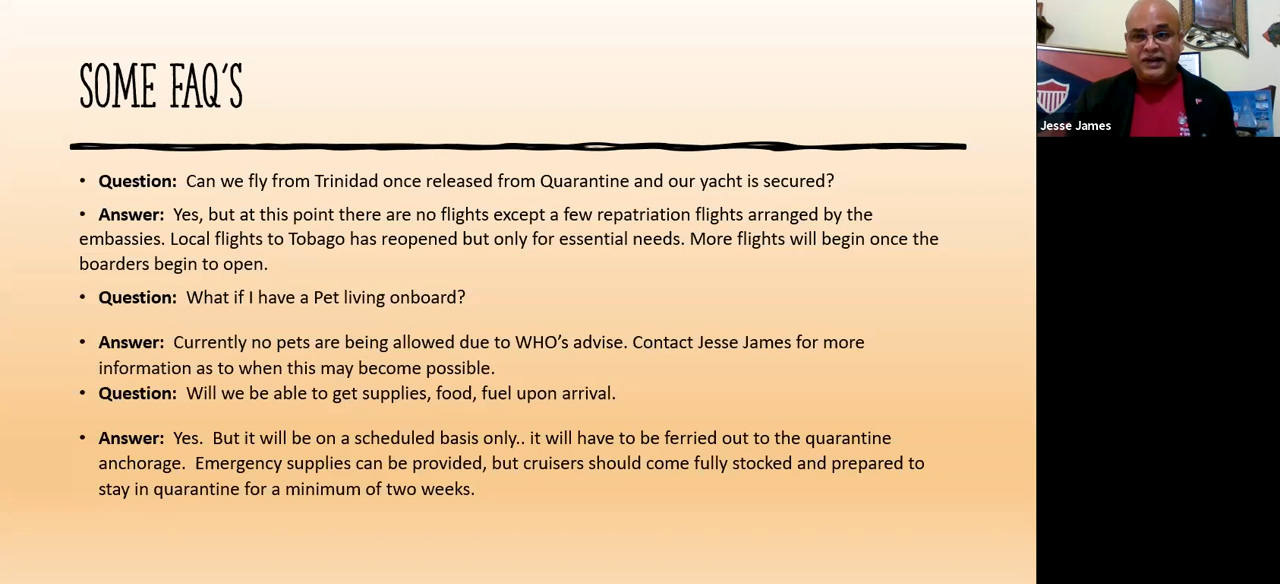 SOME FAQ'S
• Question: Can we fly from Trinidad once released from Quarantine and our yacht is secured?
• Answer: Yes, but at this point there are no flights except a few repatriation flights arranged by the
embassies. Local flights to Tobago has reopened but only for essential needs. More flights will begin once the
boarders begin to open.
• Question: What if I have a Pet living onboard?
• Answer: Currently no pets are being allowed due to WHO's advise. Contact Jesse James for more
information as to when this may become possible.
• Question: Will we be able to get supplies, food, fuel upon arrival.
• Answer: Yes. But it will be on a scheduled basis only.. it will have to be ferried out to the quarantine
anchorage. Emergency supplies can be provided, but cruisers should come fully stocked and prepared to
stay in quarantine for a minimum of two weeks.
Jesse James